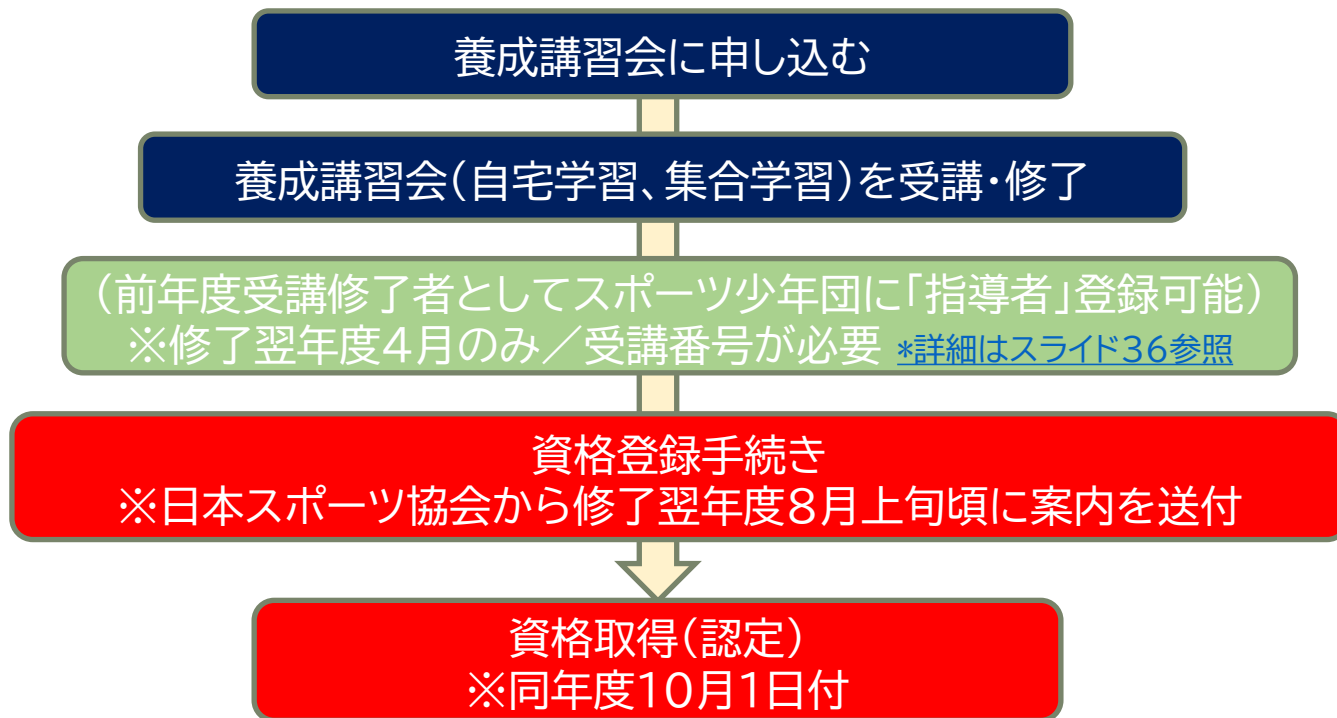 養成講習会に申し込む
養成講習会(自宅学習、集合学習)を受講・修了
(前年度受講修了者としてスポーツ少年団に「指導者」登録可能)
※修了翌年度4月のみ/受講番号が必要 *詳細はスライド36参照
資格登録手続き
※日本スポーツ協会から修了翌年度8月上旬頃に案内を送付
資格取得(認定)
※同年度10月1日付